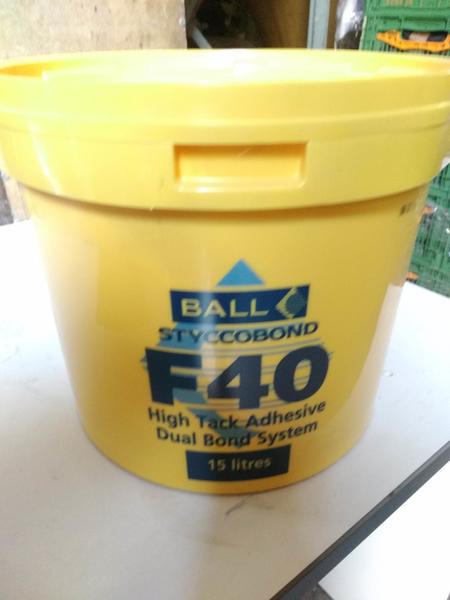 BALL
STYCCOBOND
F40
High Tack Adhesive
Dual Bond System
15 litres